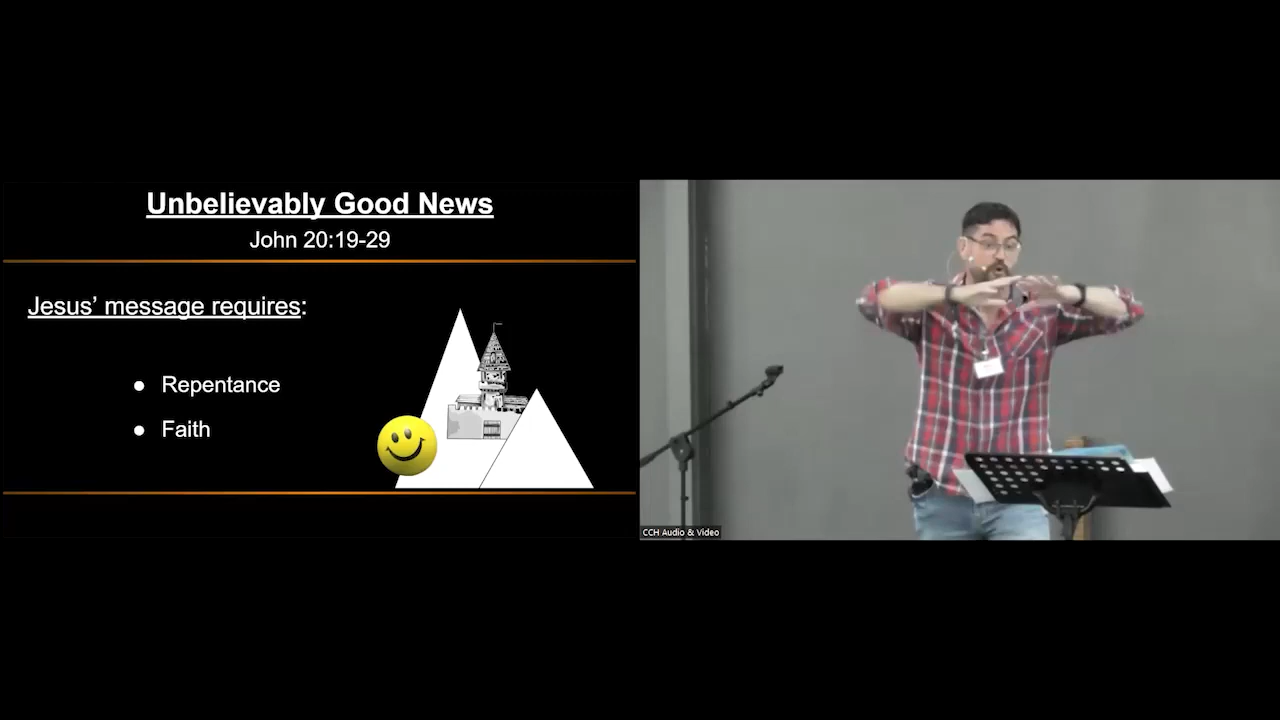 Unbelievably Good News
John 20:19-29
Jesus’ message requires:
● Repentance
● Faith
CCH Audio & Video